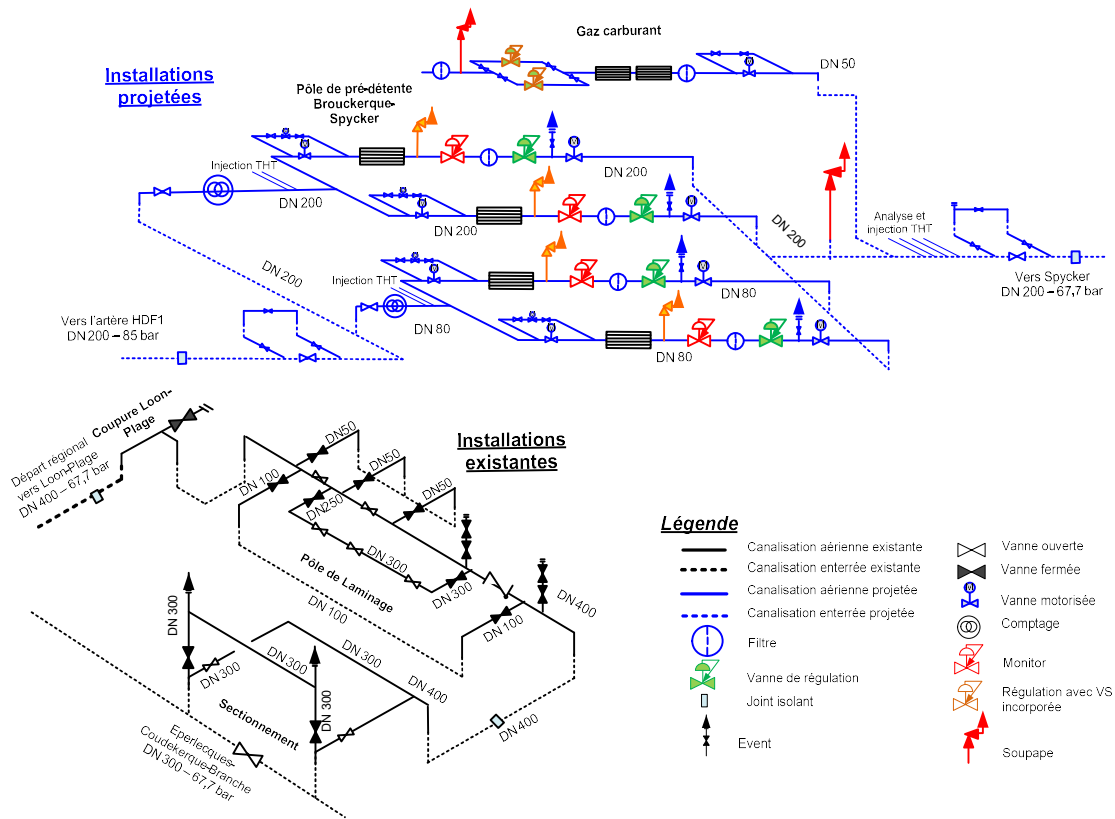 Gaz carburant
DN 50
Installations
projetées
Pôle de pré-détente
Brouckerque-
Spycker
Injection THT
DN 200
DN 200
DN 200
DN 200
DN 200
Analyse et
injection THT
Injection THT
DN 80
DN 80
DN 80
Vers Spycker
DN 200 – 67,7 bar
Vers l'artère HDF1
DN 200 – 85 bar
Départ régional
vers Loon-Plage
DN 400 – 67,7 bar
Coupure Loon-
Plage
Installations
existantes
DN50
DN50
DN50
DN 100
DN250
DN 300
DN 300
Pôle de Laminage
DN 100
DN 100
DN 400
DN 300
DN 300
DN 300
DN 300
DN 300
DN 400
DN400
Sectionnement
Eperlecques-
Coudekerque-Branche
DN 300 – 67,7 bar
Légende
Canalisation aérienne existante
Canalisation enterrée existante
Canalisation aérienne projetée
Canalisation enterrée projetée
Filtre
Vanne de régulation
Joint isolant
Event
Vanne ouverte
Vanne fermée
M
Vanne motorisée
Comptage
Monitor
Régulation avec VS
incorporée
Soupape